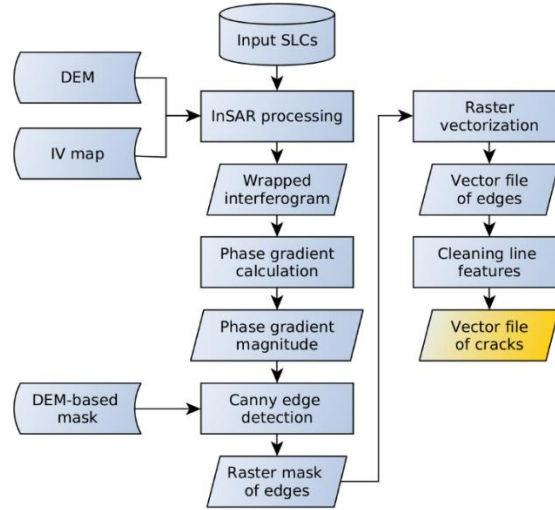 Input SLCs
DEM
IV map
InSAR processing
Wrapped
interferogram
Phase gradient
calculation
Phase gradient
magnitude
DEM-based
mask
Canny edge
detection
Raster mask
of edges
Raster
vectorization
Vector file
of edges
Cleaning line
features
Vector file
of cracks